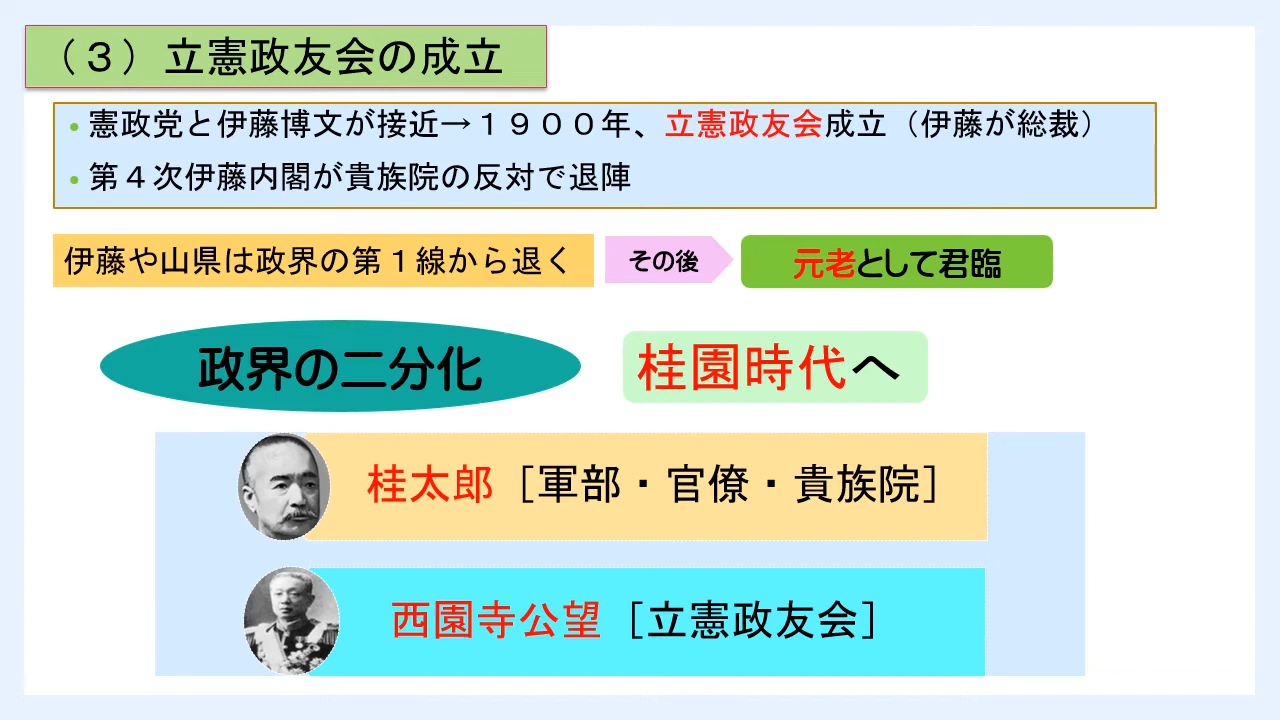 （３）立憲政友会の成立
• 憲政党と伊藤博文が接近→１９００年、立憲政友会成立（伊藤が総裁）
• 第４次伊藤内閣が貴族院の反対で退陣
伊藤や山県は政界の第１線から退く
その後
元老として君臨
政界の二分化
桂園時代へ
桂太郎［軍部・官僚・貴族院］
西園寺公望［立憲政友会］